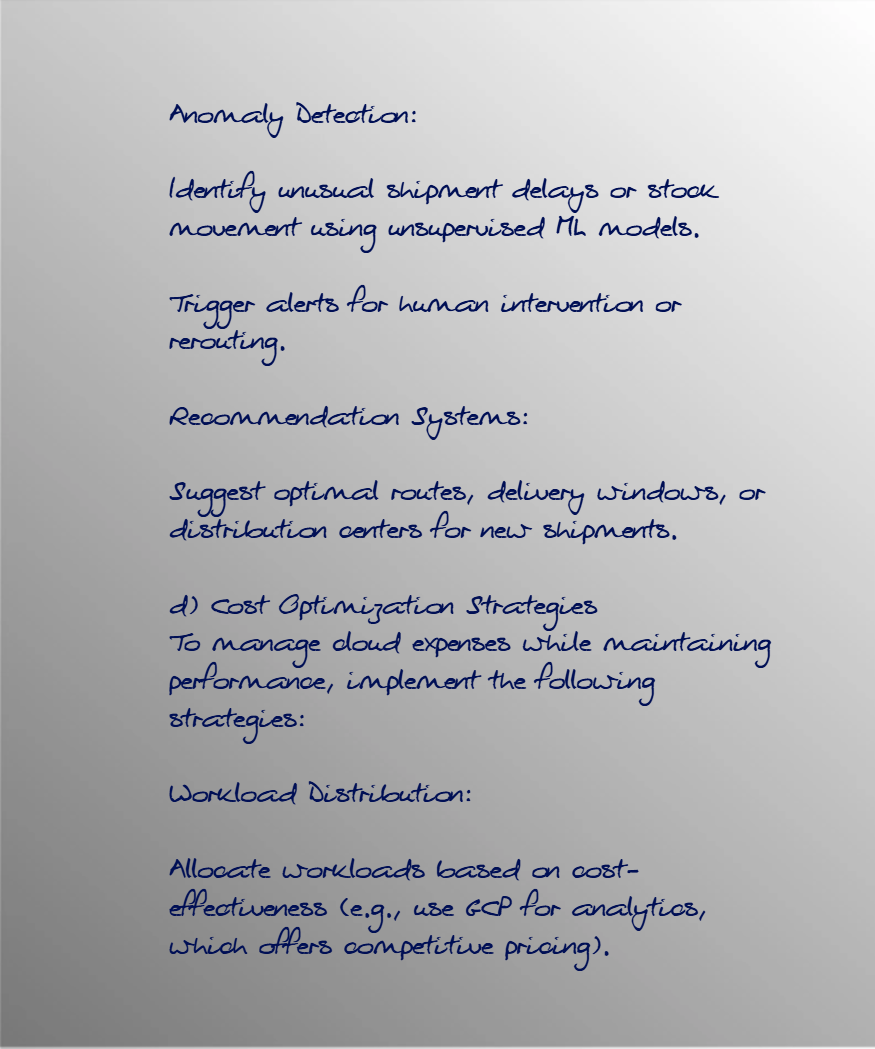 Anomaly Detection:
Identify unusual shipment delays or stock
movement using unsupervised ML models.
Trigger alerts for human intervention or
rerouting.
Recommendation Systems:
Suggest optimal routes, delivery windows, or
distribution centers for new shipments.
d) Cost Optimization Strategies
To manage cloud expenses while maintaining
performance, implement the following
strategies:
Workload Distribution:
Allocate workloads based on cost-
effectiveness (e.g., use GCP for analytics,
which offers competitive pricing).